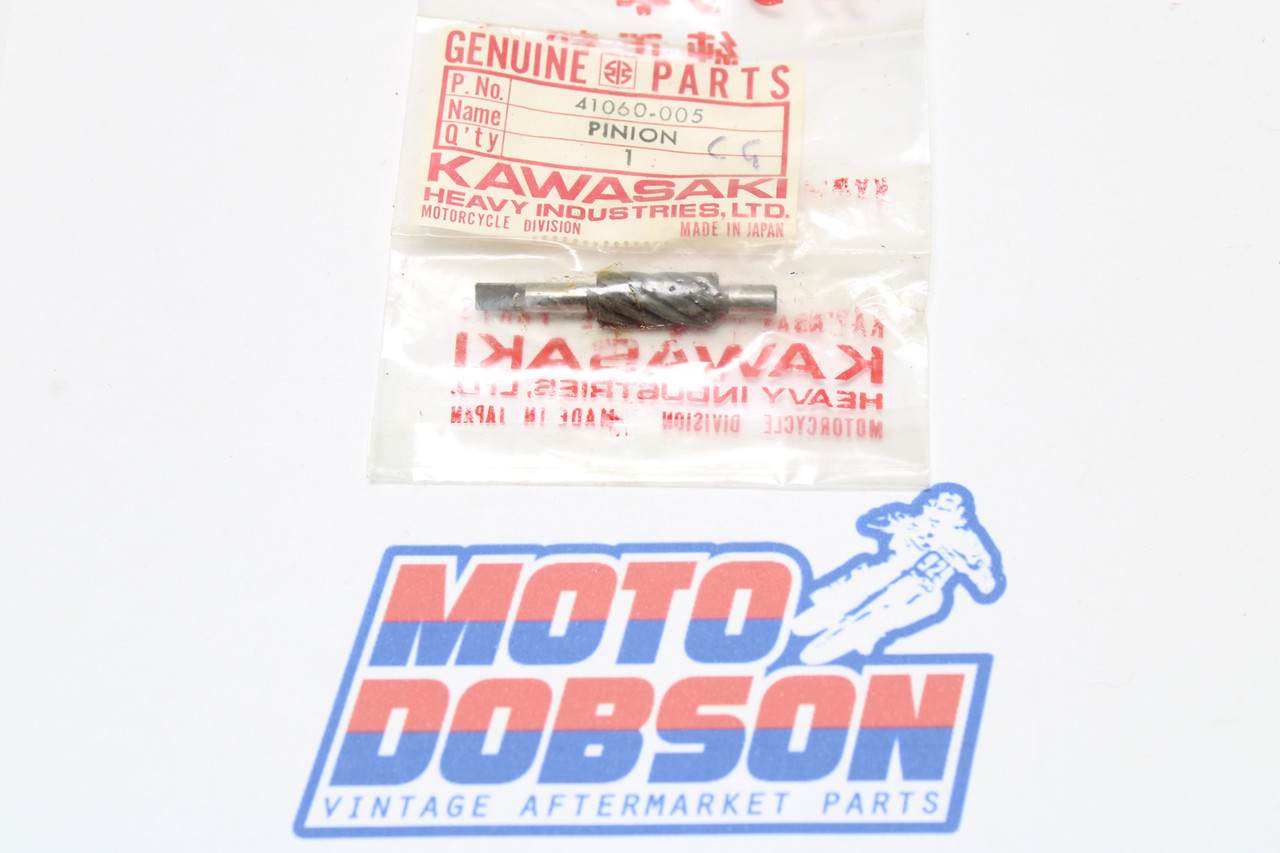 GENUINE PARTS
P. No. 41060-005
Name PINION
Q'ty 1 CG
KAWASAKI
HEAVY INDUSTRIES, LTD.
MOTORCYCLE DIVISION MADE IN JAPAN
KAWASAKI
HEAVY INDUSTRIES, LTD.
MOTORCYCLE DIVISION MADE IN JAPAN
MOTO
DOBSON
VINTAGE AFTERMARKET PARTS